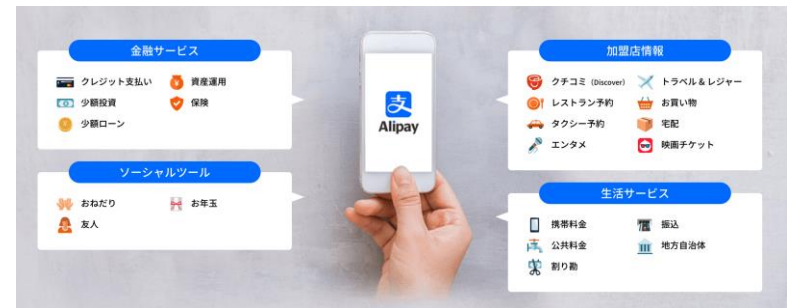 金融サービス
クレジット支払い
資産運用
少額投資
保険
少額ローン
ソーシャルツール
おねだり
お年玉
友人
支
Alipay
加盟店情報
クチコミ (Discover)
トラベル&レジャー
レストラン予約
お買い物
タクシー予約
宅配
エンタメ
映画チケット
生活サービス
携帯料金
振込
公共料金
地方自治体
割り勘